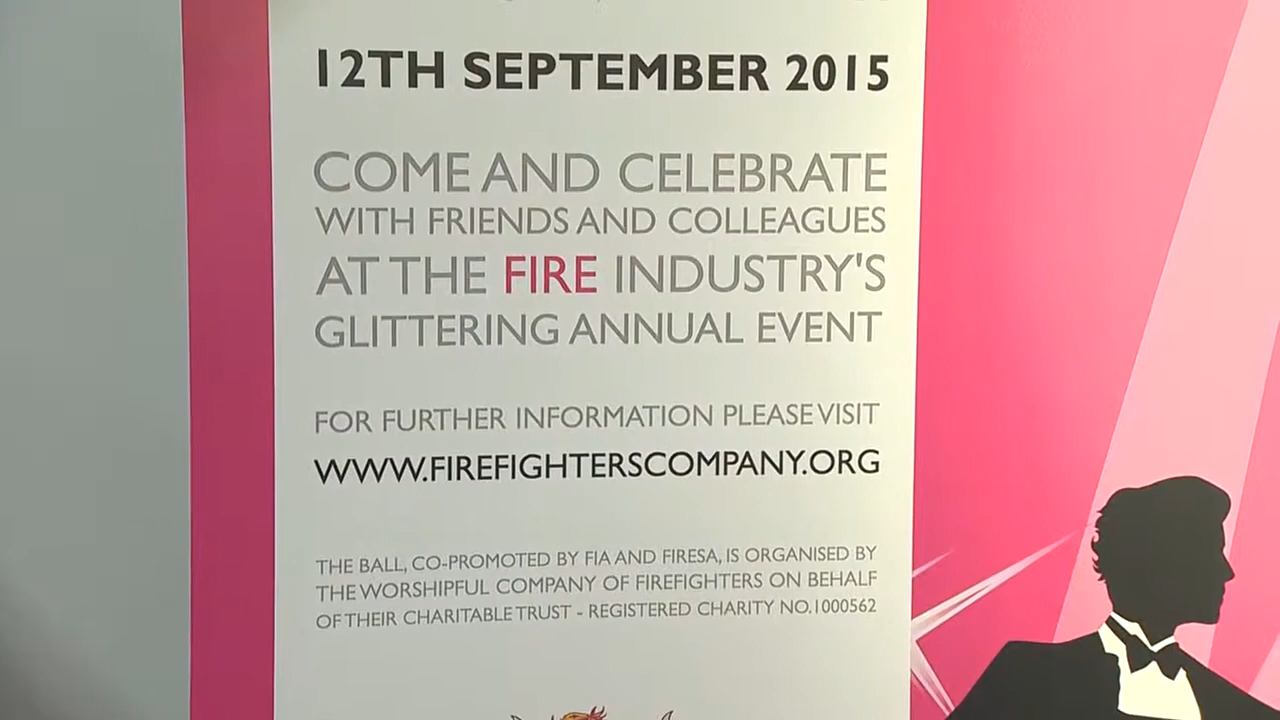 12TH SEPTEMBER 2015
COME AND CELEBRATE
WITH FRIENDS AND COLLEAGUES
AT THE FIRE INDUSTRY'S
GLITTERING ANNUAL EVENT
FOR FURTHER INFORMATION PLEASE VISIT
WWW.FIREFIGHTERSCOMPANY.ORG
THE BALL, CO-PROMOTED BY FIA AND FIRESA, IS ORGANISED BY
THE WORSHIPFUL COMPANY OF FIREFIGHTERS ON BEHALF
OF THEIR CHARITABLE TRUST - REGISTERED CHARITY NO.1000562